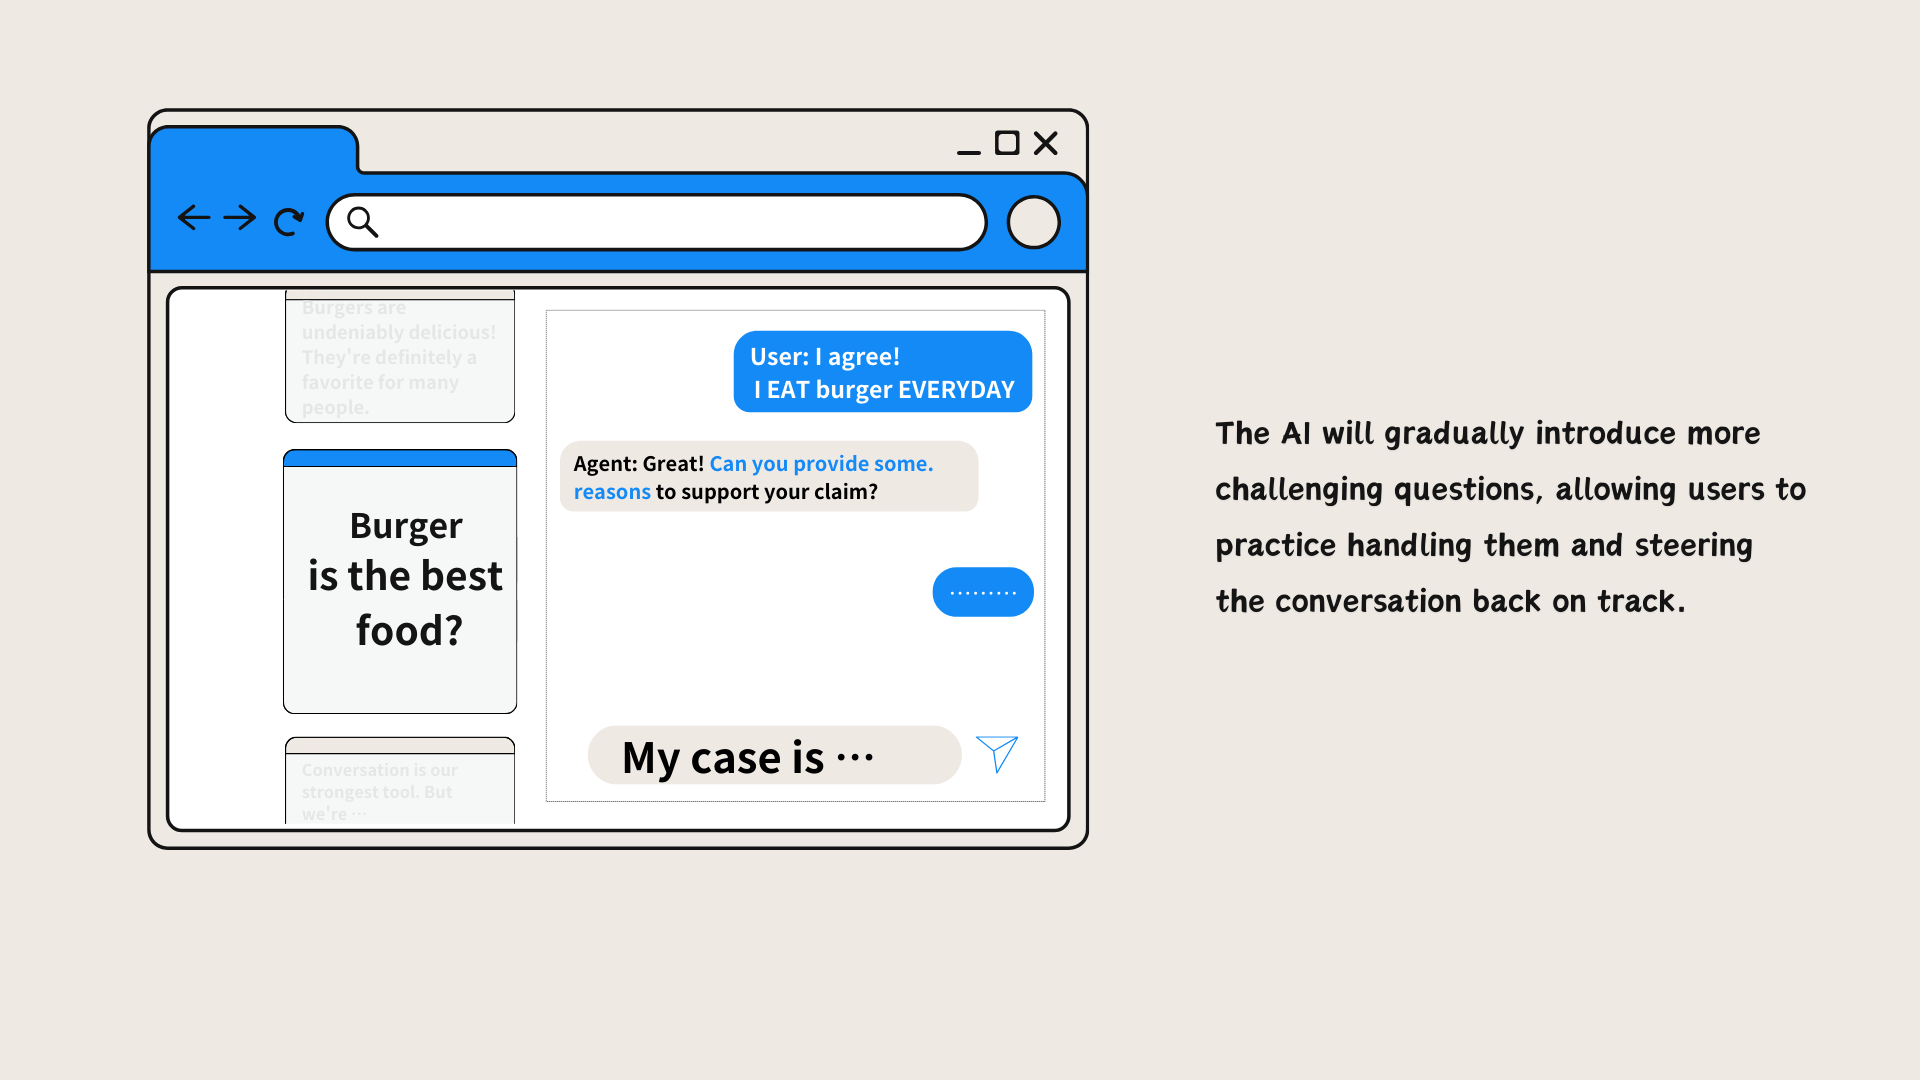 Burgers are
undeniably delicious!
They're definitely a
favorite for many
people.
Burger
is the best
food?
Conversation is our
strongest tool. But
we're ···
User: I agree!
I EAT burger EVERYDAY
Agent: Great! Can you provide some.
reasons to support your claim?
·········
My case is ···
The AI will gradually introduce more
challenging questions, allowing users to
practice handling them and steering
the conversation back on track.